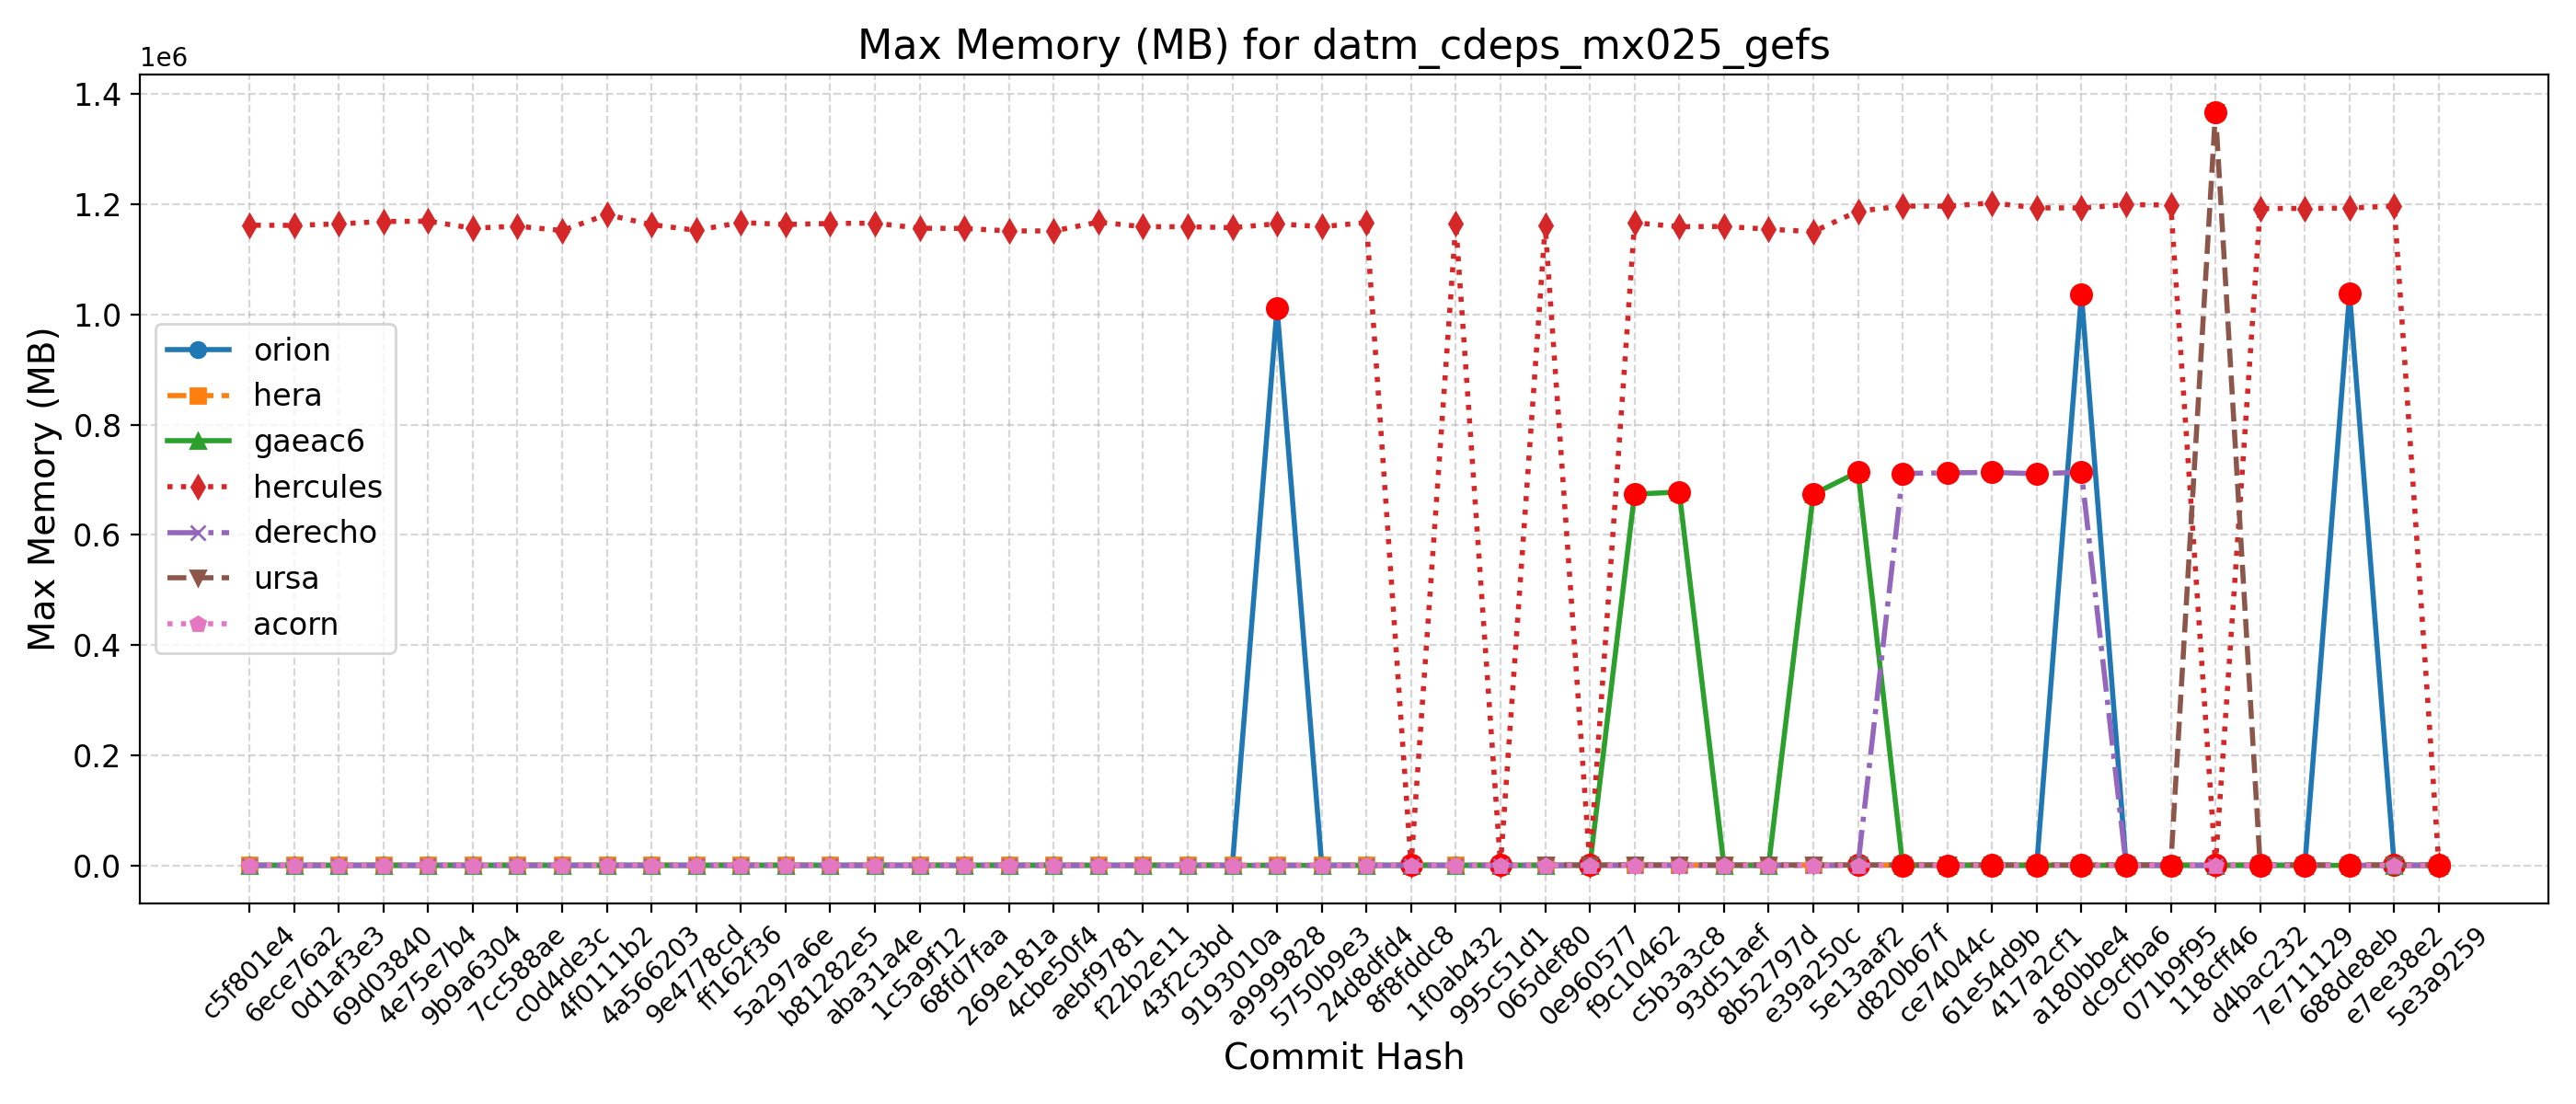 Max Memory (MB) for datm_cdeps_mx025_gefs
1e6
1.4
1.2
1.0
0.8
0.6
0.4
0.2
0.0
Max Memory (MB)
orion
hera
gaeac6
hercules
derecho
ursa
acorn
c5f801e4
6ece76a2
0d1af3e3
69d03840
4e75e7b4
9b9a6304
7cc588ae
c0d4de3c
4f0111b2
4a566203
9e4778cd
ff162f36
5a297a6e
b81282e5
aba31a4e
1c5a9f12
68fd7faa
269e181a
4cbe50f4
aebf9781
f22b2e11
43f2c3bd
9193010a
a9999828
5750b9e3
24d8dfd4
8f8fddc8
1f0ab432
995c51d1
065def80
0e960577
f9c10462
c5b3a3c8
93d51aef
8b52797d
e39a250c
5e13aaf2
d820b67f
ce74044c
61e54d9b
417a2cf1
a180bbe4
dc9cfba6
071b9f95
118cff46
d4bac232
7e711129
688de8eb
e7ee38e2
5e3a9259
Commit Hash